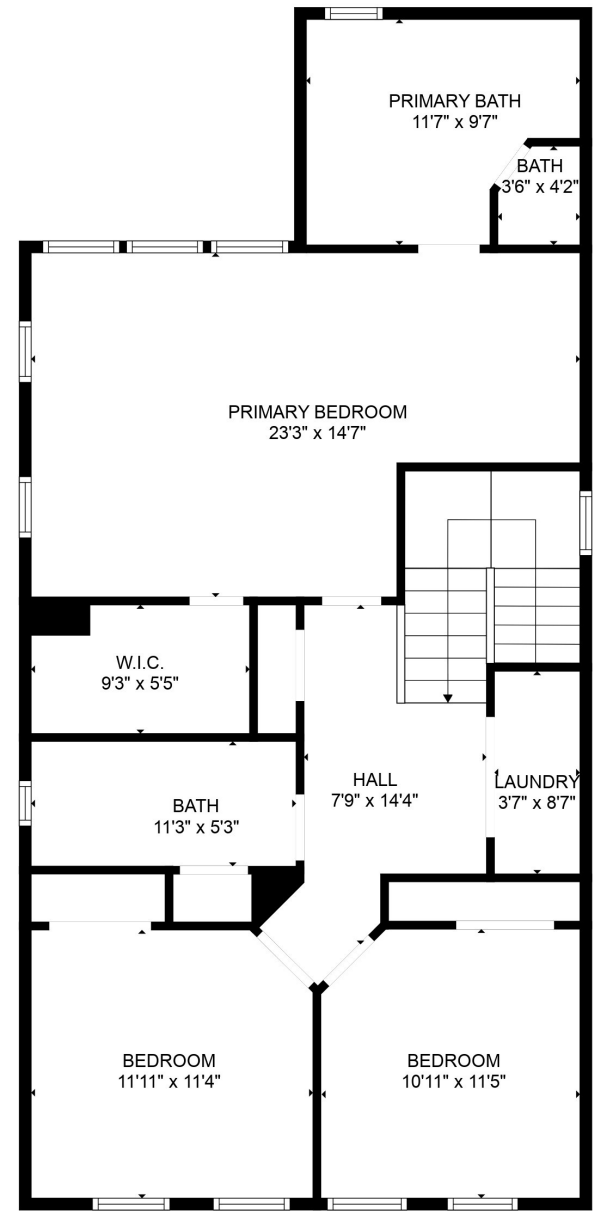 PRIMARY BATH
11'7" x 9'7"
BATH
3'6" x 4'2"
PRIMARY BEDROOM
23'3" x 14'7"
W.I.C.
9'3" x 5'5"
HALL
7'9" x 14'4"
LAUNDRY
3'7" x 8'7"
BATH
11'3" x 5'3"
BEDROOM
11'11" x 11'4"
BEDROOM
10'11" x 11'5"